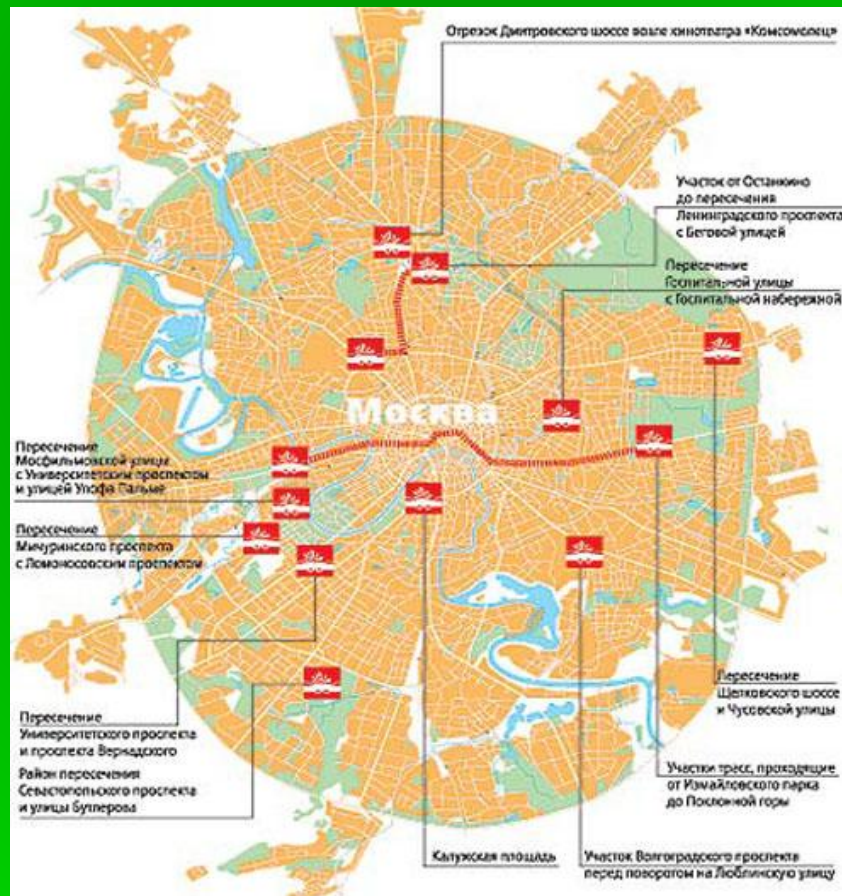 Отрезок Дмитровского шоссе возле кинотеатра «Комсомолец»
Участок от Останкино
до пересечения
Ленинградского проспекта
с Беговой улицей
Пересечение
Госпитальной улицы
с Госпитальной набережной
Москва
Пересечение
Мосфильмовской улицы
с Университетским проспектом
и улицей Улофа Пальме
Пересечение
Мичуринского проспекта
с Ломоносовским проспектом
Пересечение
Университетского проспекта
и проспекта Вернадского
Район пересечения
Севастопольского проспекта
и улицы Бутлерова
Калужская площадь
Пересечение
Щелковского шоссе
и Чусовской улицы
Участки трасс, проходящие
от Измайловского парка
до Поклонной горы
Участок Волгоградского проспекта
перед поворотом на Люблинскую улицу